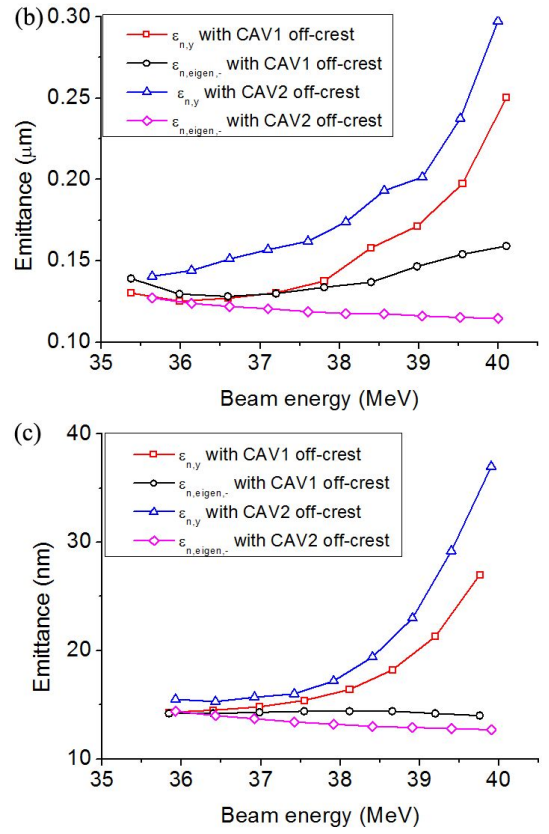 (b)
0.30
0.25
0.20
0.15
0.10
Emittance (μm)
εn,y with CAV1 off-crest
εn,eigen,- with CAV1 off-crest
εn,y with CAV2 off-crest
εn,eigen,- with CAV2 off-crest
35 36 37 38 39 40
Beam energy (MeV)
(c)
40
30
20
10
Emittance (nm)
εn,y with CAV1 off-crest
εn,eigen,- with CAV1 off-crest
εn,y with CAV2 off-crest
εn,eigen,- with CAV2 off-crest
35 36 37 38 39 40
Beam energy (MeV)